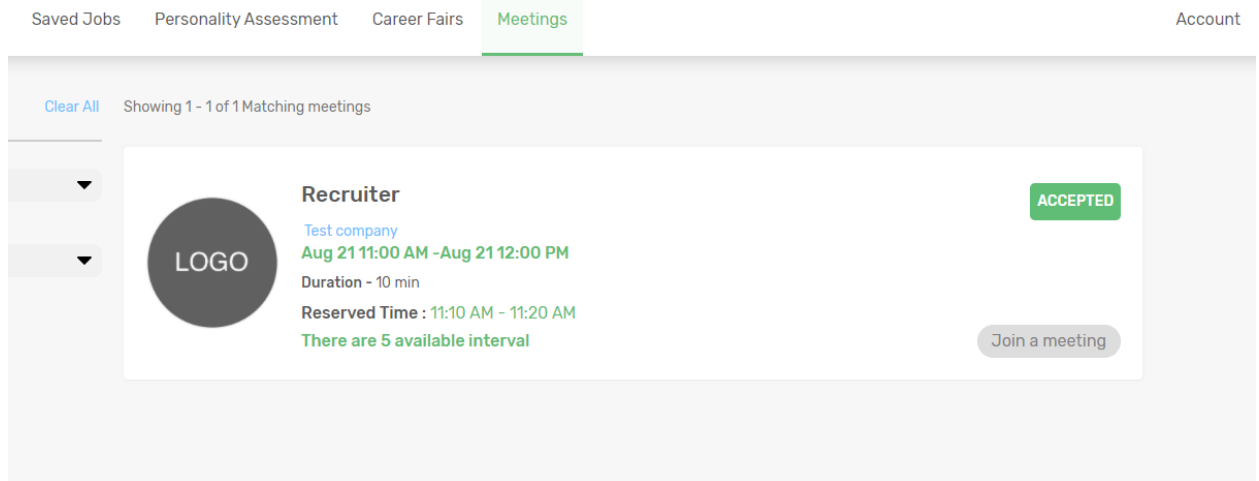 Saved Jobs Personality Assessment Career Fairs Meetings Account
Clear All Showing 1 - 1 of 1 Matching meetings
Recruiter
ACCEPTED
Test company
Aug 21 11:00 AM -Aug 21 12:00 PM
LOGO
Duration - 10 min
Reserved Time : 11:10 AM - 11:20 AM
There are 5 available interval
Join a meeting